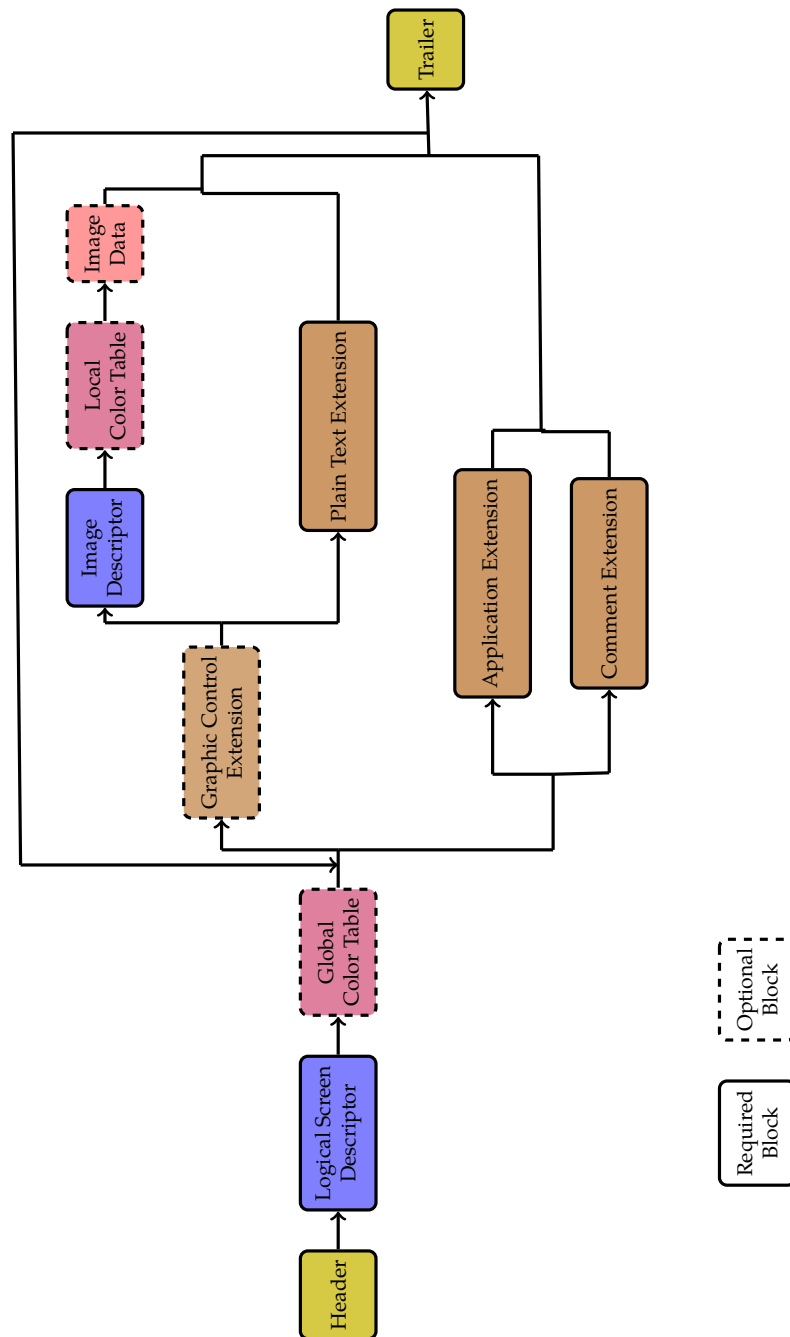 Header
Logical Screen
Descriptor
Global
Color Table
Graphic Control
Extension
Image
Descriptor
Local
Color Table
Image
Data
Plain Text Extension
Application Extension
Comment Extension
Trailer
Required
Block
Optional
Block